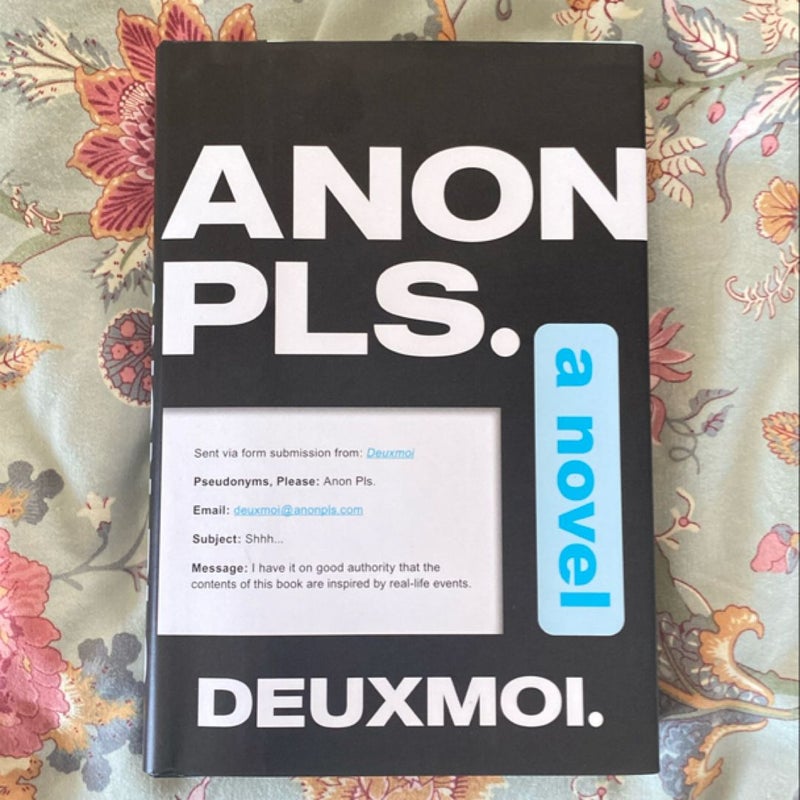 ANON
PLS.
a novel
Sent via form submission from: Deuxmoi
Pseudonyms, Please: Anon Pls.
Email: deuxmoi@anonpls.com
Subject: Shhh...
Message: I have it on good authority that the
contents of this book are inspired by real-life events.
DEUXMOI.